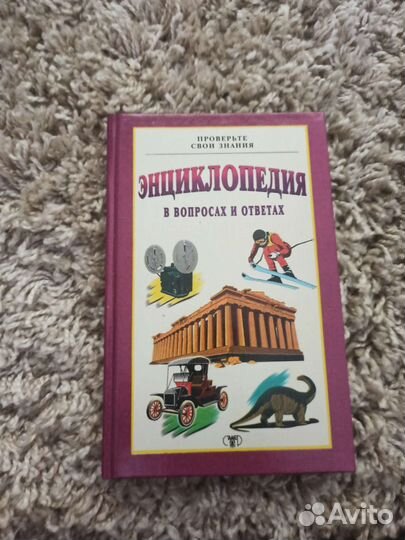 ПРОВЕРЬТЕ
СВОИ ЗНАНИЯ
ЭНЦИКЛОПЕДИЯ
В ВОПРОСАХ И ОТВЕТАХ
Avito